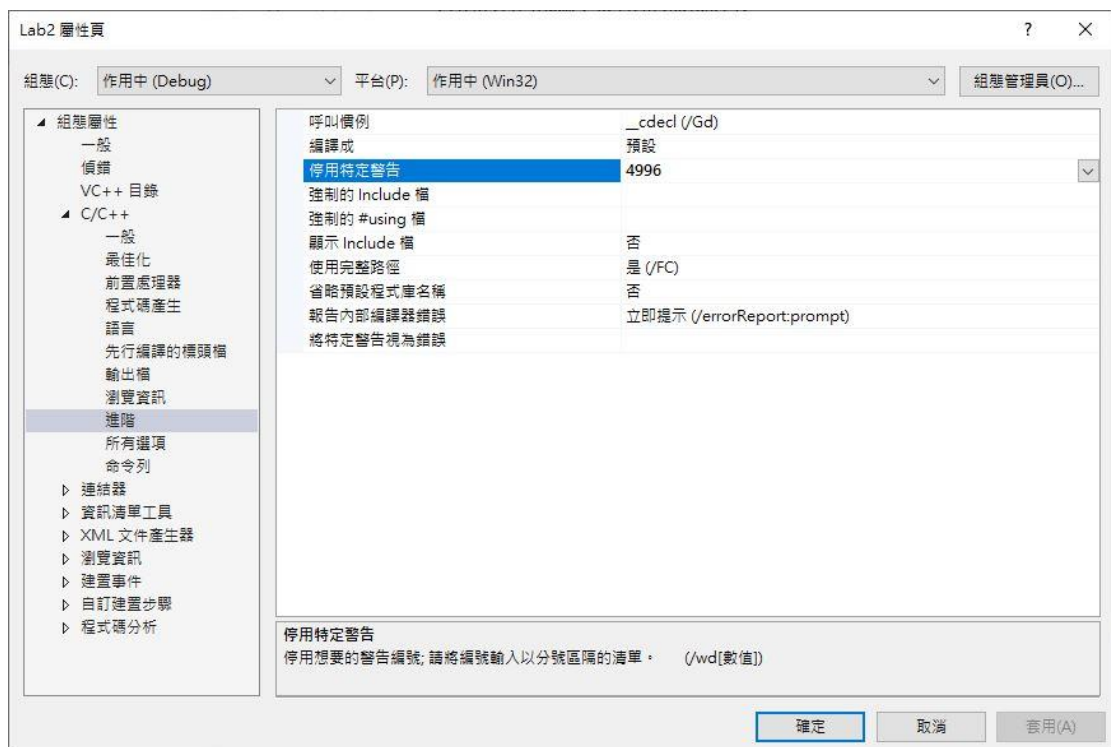 Lab2 屬性頁
? ×
組態(C): 作用中 (Debug) 平台(P): 作用中 (Win32) 組態管理員(O)...
組態屬性
一般
偵錯
VC++ 目錄
C/C++
一般
最佳化
前置處理器
程式碼產生
語言
先行編譯的標頭檔
輸出檔
瀏覽資訊
進階
所有選項
命令列
連結器
資訊清單工具
XML 文件產生器
瀏覽資訊
建置事件
自訂建置步驟
程式碼分析
呼叫慣例 __cdecl (/Gd)
編譯成 預設
停用特定警告 4996
強制的 Include 檔
強制的 #using 檔
顯示 Include 檔 否
使用完整路徑 是 (/FC)
省略預設程式庫名稱 否
報告內部編譯器錯誤 立即提示 (/errorReport:prompt)
將特定警告視為錯誤
停用特定警告
停用想要的警告編號; 請將編號輸入以分號區隔的清單。 (/wd[數值])
確定 取消 套用(A)